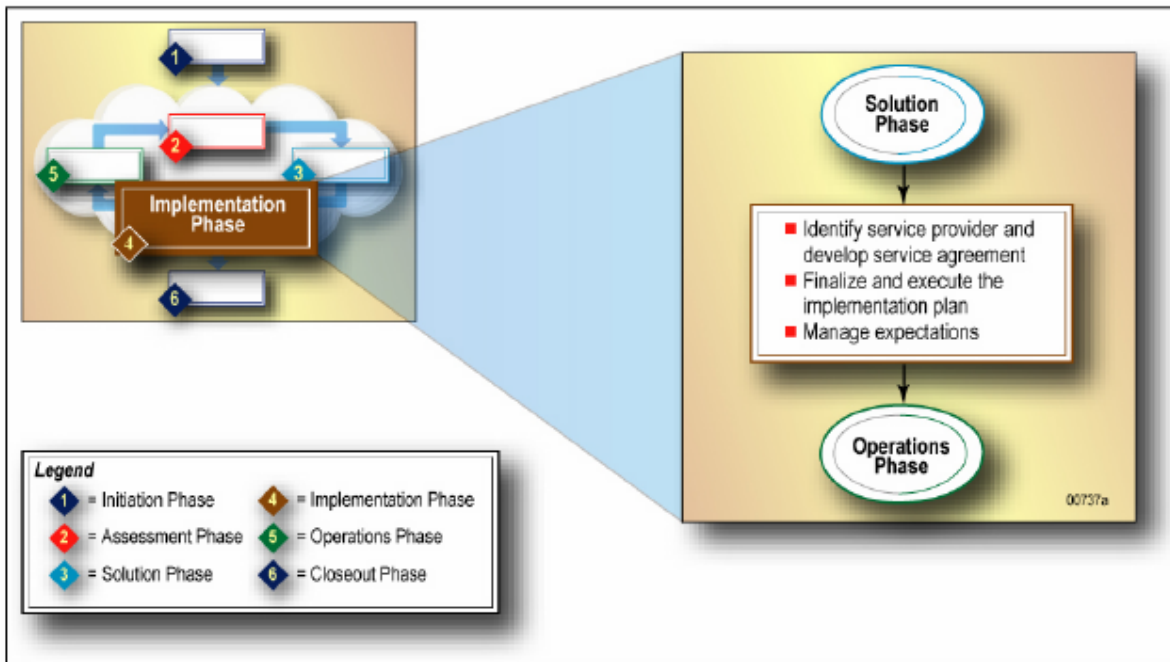 1
2
5
3
Implementation
Phase
4
6
Solution
Phase
■ Identify service provider and
develop service agreement
■ Finalize and execute the
implementation plan
■ Manage expectations
Operations
Phase
00737a
Legend
1 = Initiation Phase
2 = Assessment Phase
3 = Solution Phase
4 = Implementation Phase
5 = Operations Phase
6 = Closeout Phase